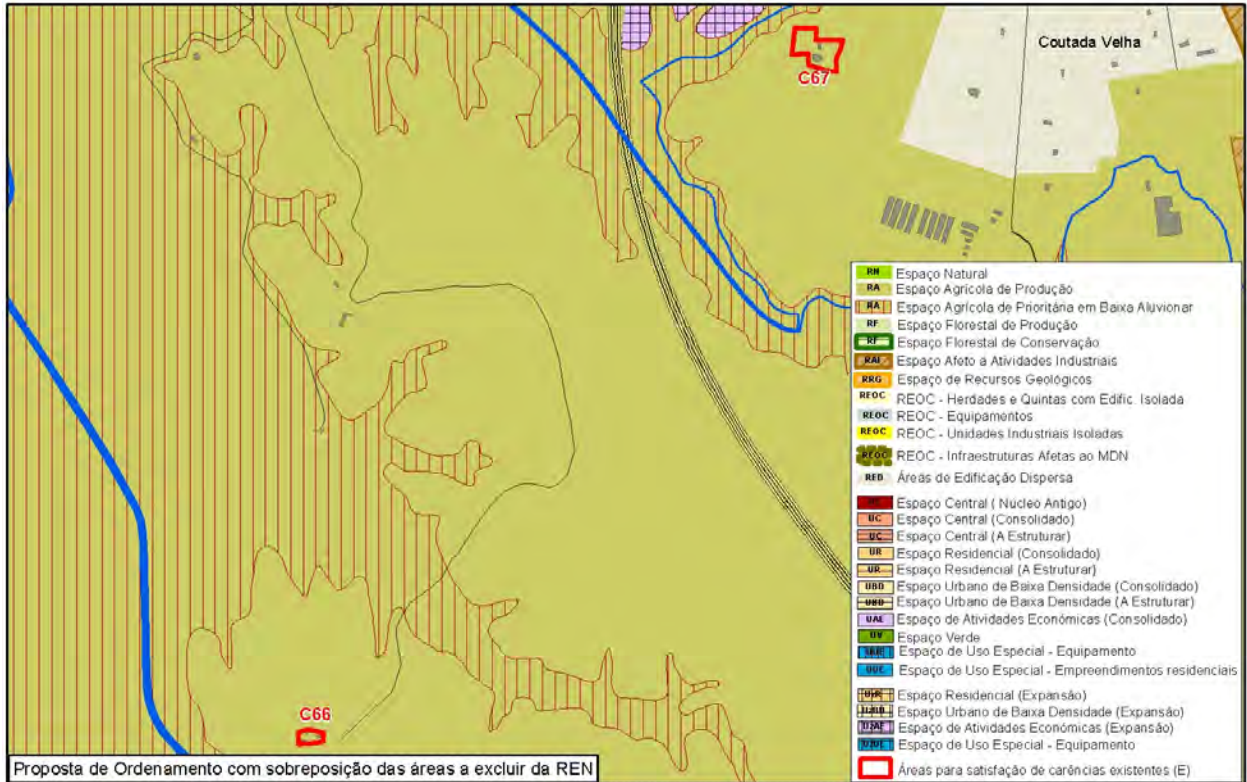 Coutada Velha
C67
RN Espaço Natural
RA Espaço Agrícola de Produção
RA Espaço Agrícola de Prioritária em Baixa Aluvionar
RF Espaço Florestal de Produção
RF Espaço Florestal de Conservação
RAI Espaço Afeto a Atividades Industriais
RRG Espaço de Recursos Geológicos
REOC REOC - Herdades e Quintas com Edific. Isolada
REOC REOC - Equipamentos
REOC REOC - Unidades Industriais Isoladas
REOC REOC - Infraestruturas Afetas ao MDN
RED Áreas de Edificação Dispersa
UC Espaço Central ( Núcleo Antigo)
UC Espaço Central (Consolidado)
UC Espaço Central (A Estruturar)
UR Espaço Residencial (Consolidado)
UR Espaço Residencial (A Estruturar)
UBD Espaço Urbano de Baixa Densidade (Consolidado)
UBD Espaço Urbano de Baixa Densidade (A Estruturar)
UAE Espaço de Atividades Económicas (Consolidado)
UV Espaço Verde
Espaço de Uso Especial - Equipamento
UUE Espaço de Uso Especial - Empreendimentos residenciais
Espaço Residencial (Expansão)
Espaço Urbano de Baixa Densidade (Expansão)
Espaço de Atividades Económicas (Expansão)
Espaço de Uso Especial - Equipamento
Áreas para satisfação de carências existentes (E)
C66
Proposta de Ordenamento com sobreposição das áreas a excluir da REN